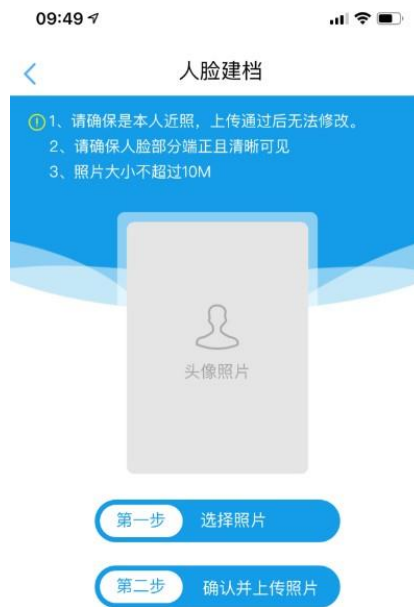 09:49
人脸建档
1、请确保是本人近照，上传通过后无法修改。
2、请确保人脸部分端正且清晰可见
3、照片大小不超过10M
头像照片
第一步 选择照片
第二步 确认并上传照片